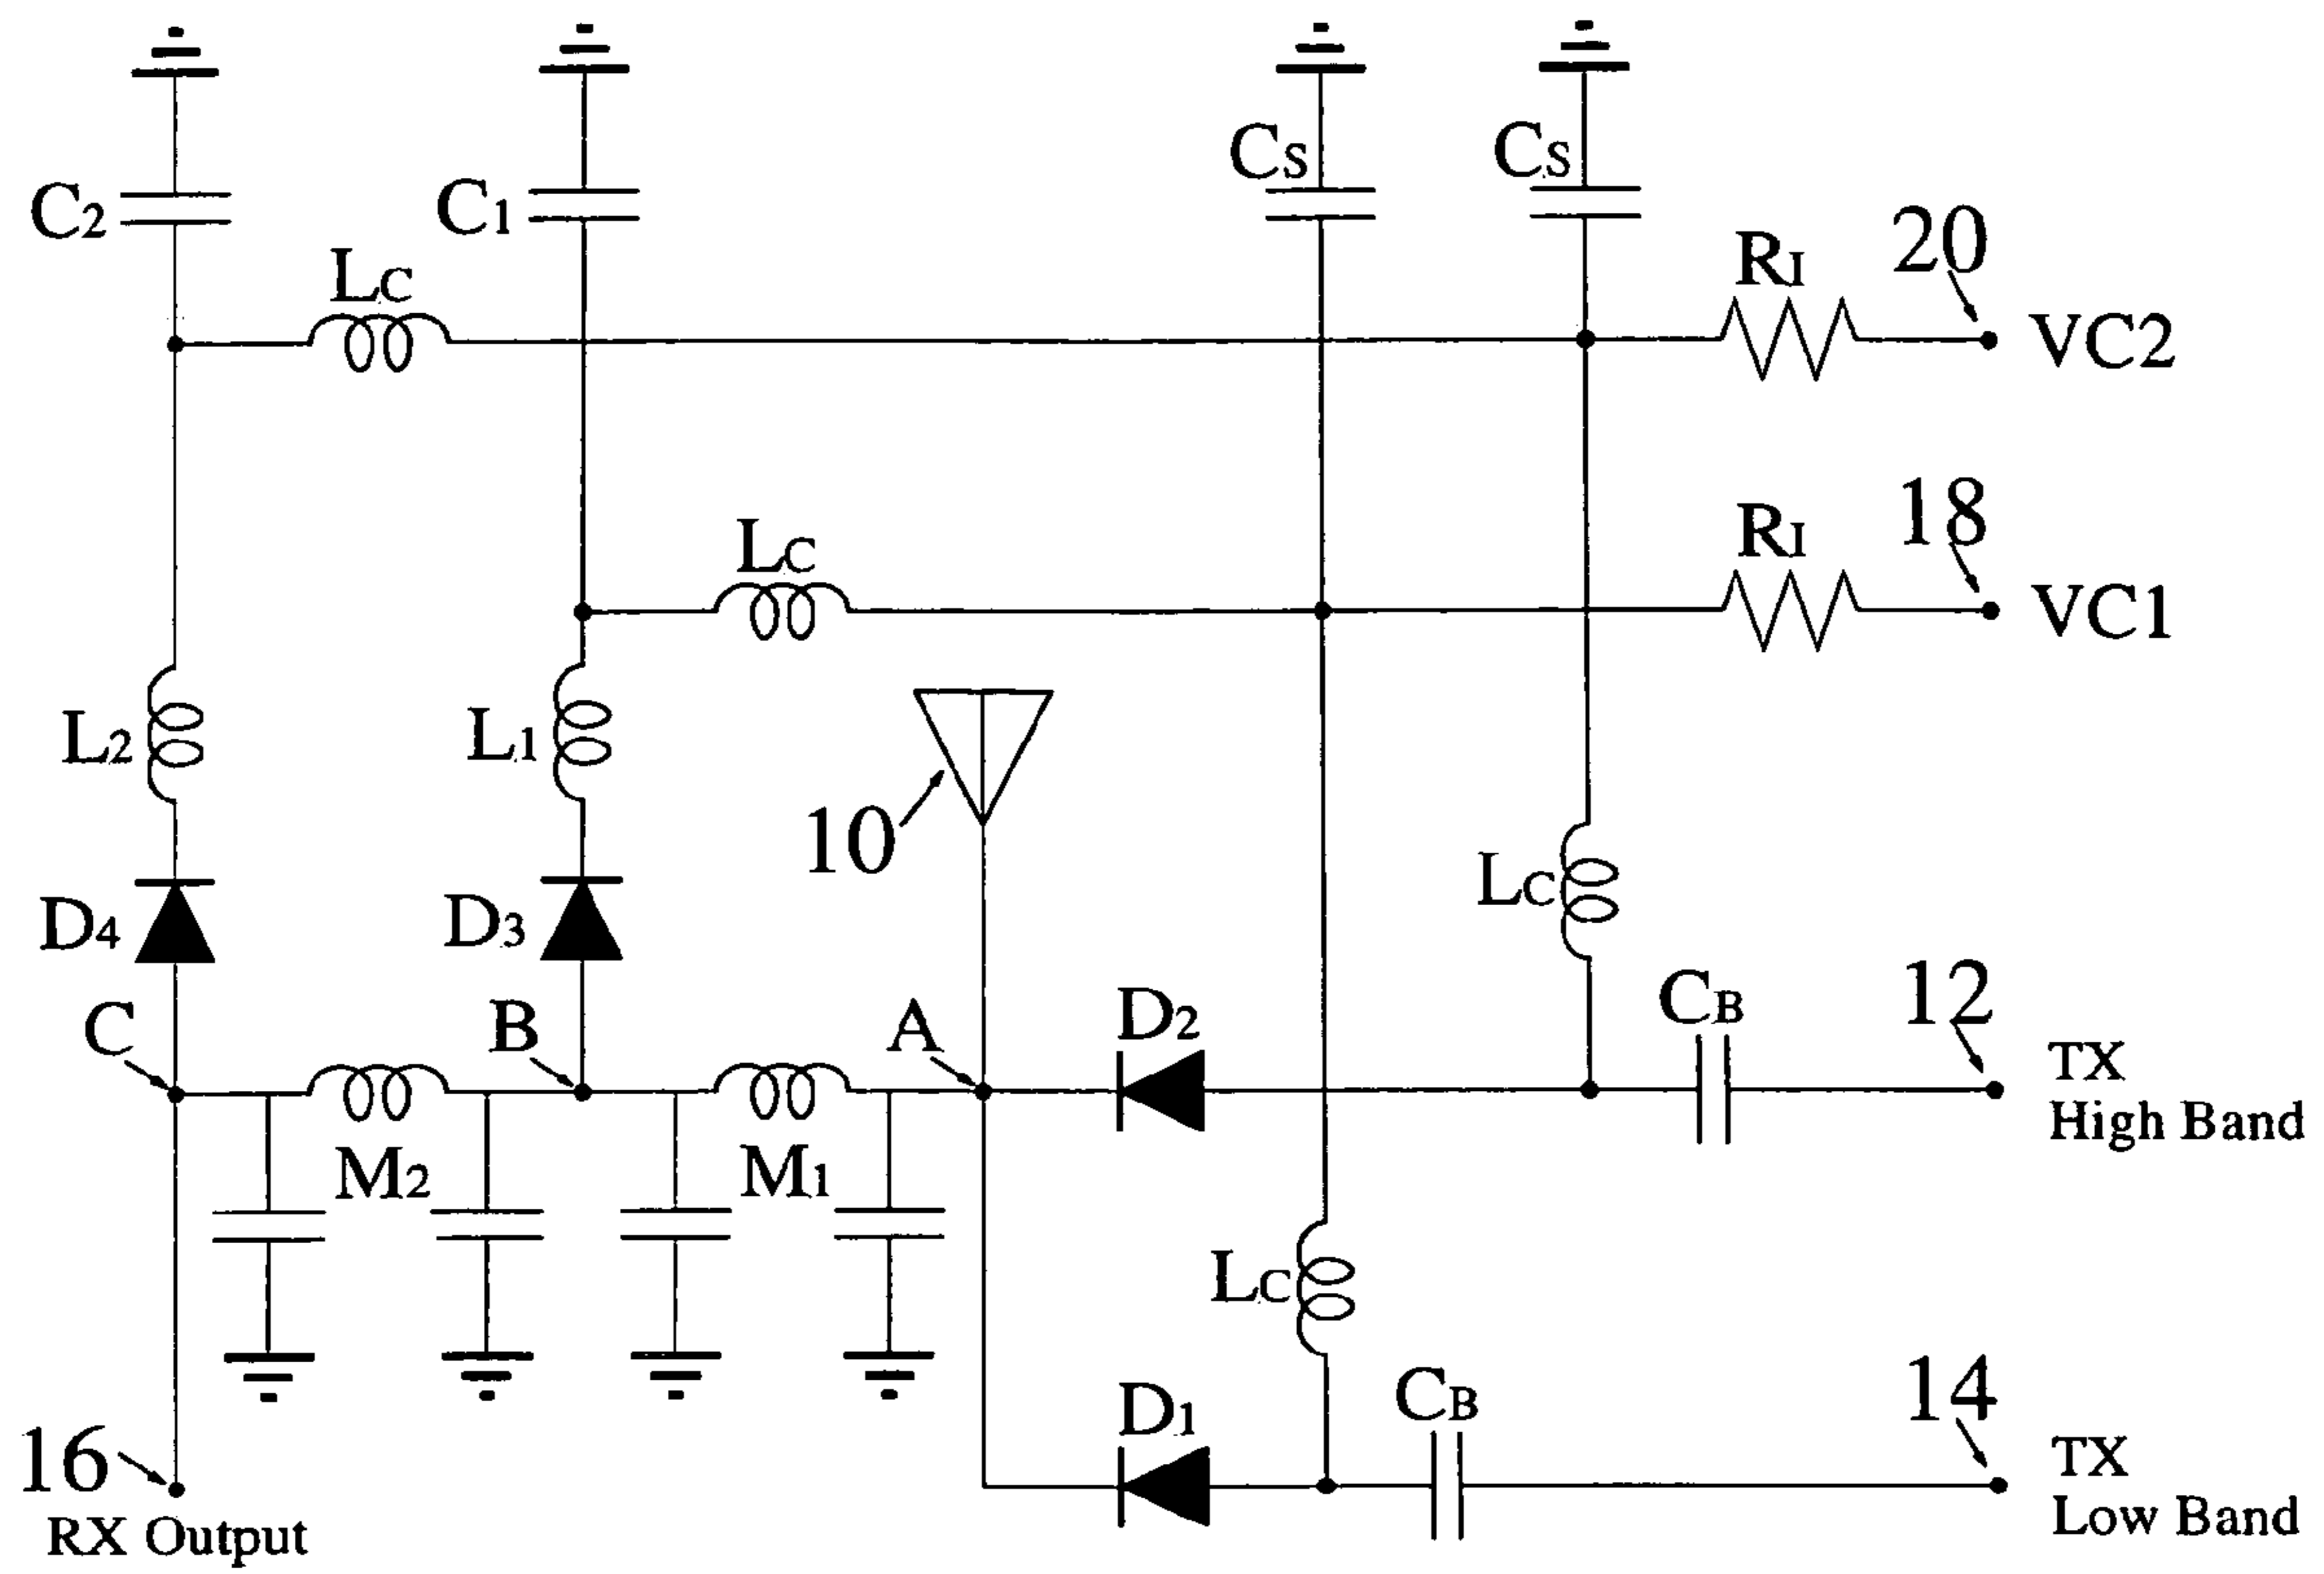 C2
C1
CS
CS
LC
RI
20
VC2
LC
RI
18
VC1
L2
L1
10
LC
D4
D3
C
B
A
D2
CB
12
TX
High Band
M2
M1
LC
D1
CB
14
TX
Low Band
16
RX Output